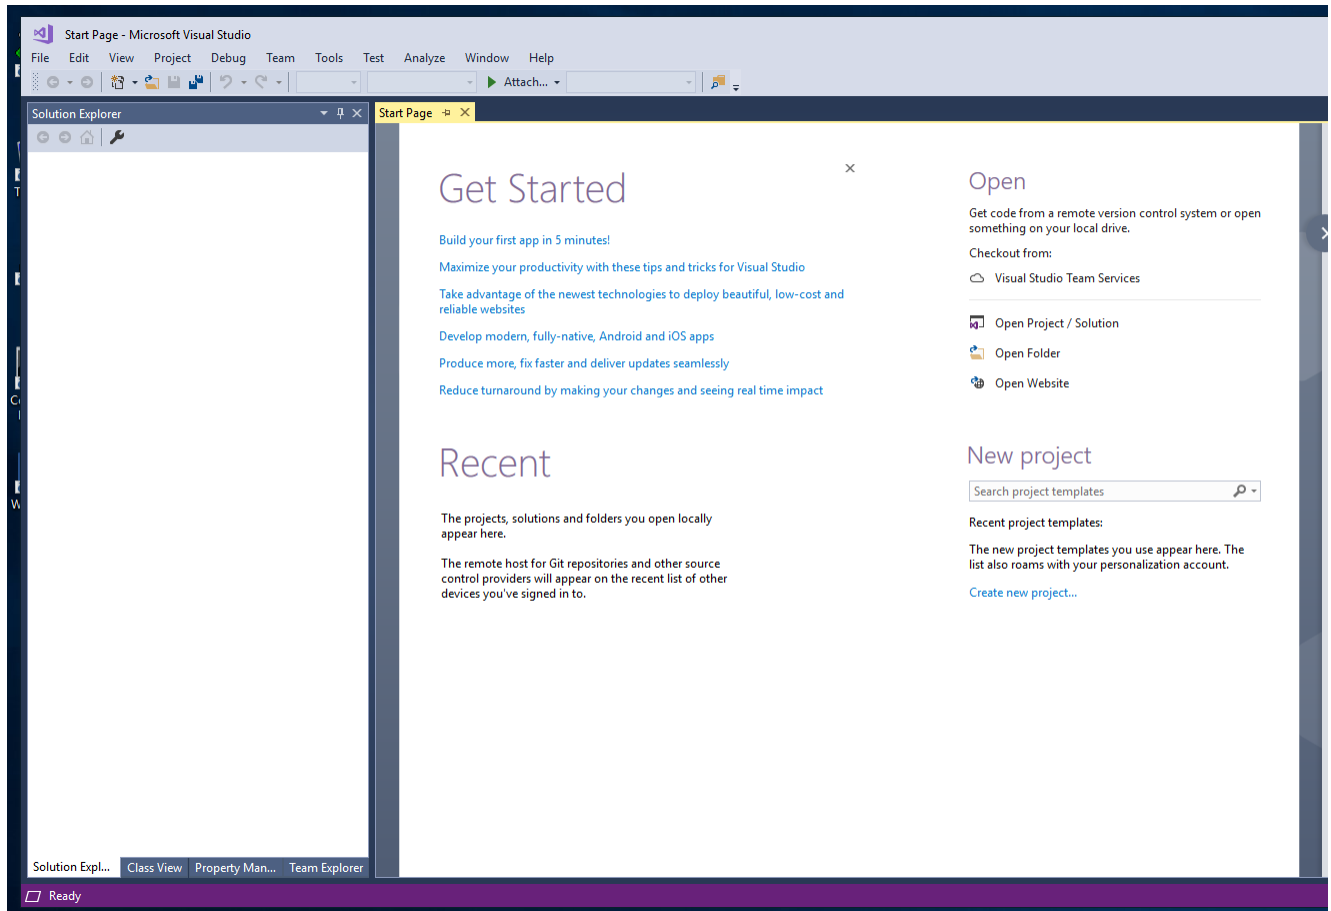 Start Page - Microsoft Visual Studio
File Edit View Project Debug Team Tools Test Analyze Window Help
Attach...
Solution Explorer
Start Page
Get Started
Build your first app in 5 minutes!
Maximize your productivity with these tips and tricks for Visual Studio
Take advantage of the newest technologies to deploy beautiful, low-cost and
reliable websites
Develop modern, fully-native, Android and iOS apps
Produce more, fix faster and deliver updates seamlessly
Reduce turnaround by making your changes and seeing real time impact
Recent
The projects, solutions and folders you open locally
appear here.
The remote host for Git repositories and other source
control providers will appear on the recent list of other
devices you've signed in to.
Open
Get code from a remote version control system or open
something on your local drive.
Checkout from:
Visual Studio Team Services
Open Project / Solution
Open Folder
Open Website
New project
Search project templates
Recent project templates:
The new project templates you use appear here. The
list also roams with your personalization account.
Create new project...
Solution Expl... Class View Property Man... Team Explorer
Ready